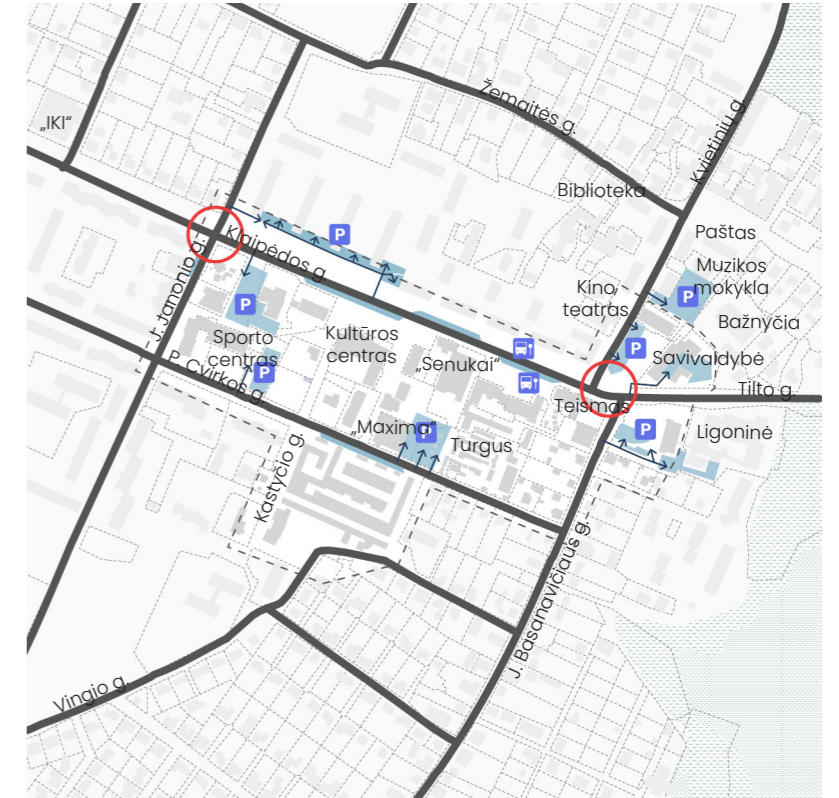 Žemaitės g.
Kvietinių g.
„IKI“
Biblioteka
Paštas
P
Klaipėdos g.
J. Janonio g.
Muzikos
mokykla
P
Kino
teatras
Bažnyčia
P
Sporto
centras
Kultūros
centras
P
„Senukai“
Savivaldybė
Tilto g.
P. Cvirkos g.
P
Teismas
„Maxima“
P
Turgus
P
Ligoninė
Kastyčio g.
J. Basanavičiaus g.
Vingio g.